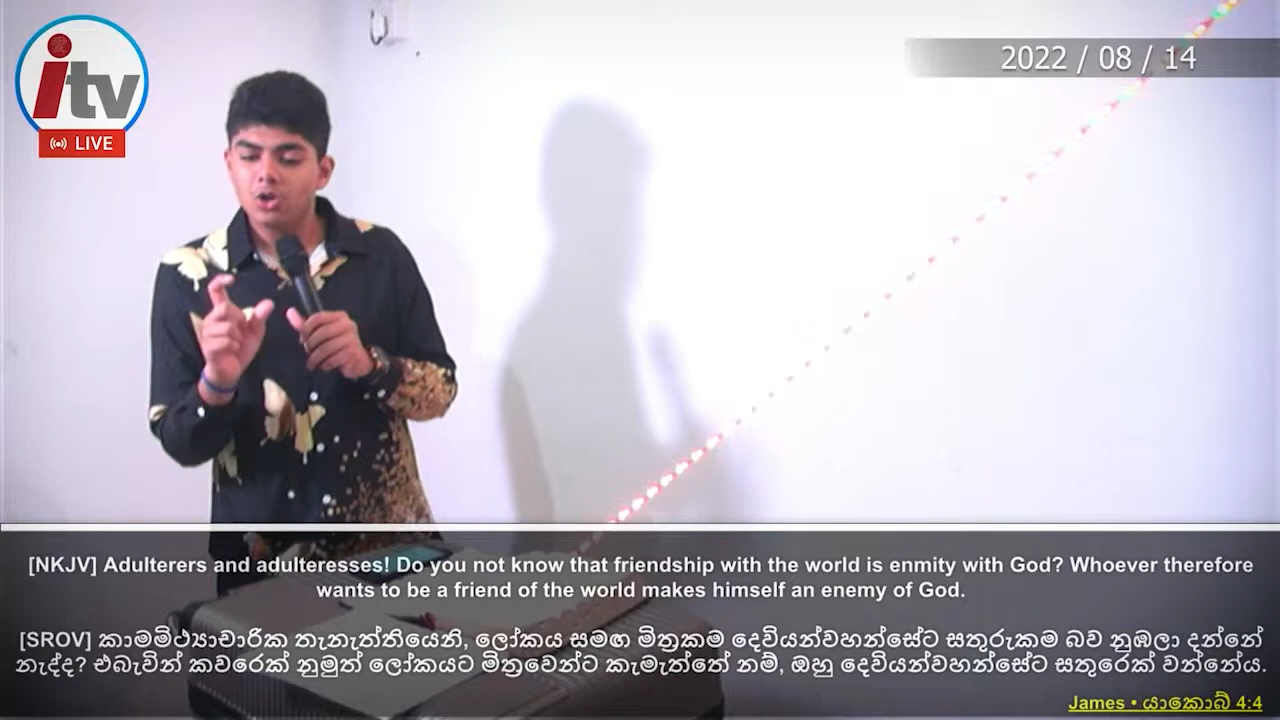 愛
itv
LIVE
2022 / 08 / 14
[NKJV] Adulterers and adulteresses! Do you not know that friendship with the world is enmity with God? Whoever therefore
wants to be a friend of the world makes himself an enemy of God.
[SROV] කාමමිථ්‍යාචාරික තැනැත්තියෙනි, ලෝකය සමඟ මිත්‍රකම දෙවියන්වහන්සේට සතුරුකම බව නුඹලා දන්නේ
නැද්ද? එබැවින් කවරෙක් නුමුත් ලෝකයට මිත්‍රවෙන්ට කැමැත්තේ නම්, ඔහු දෙවියන්වහන්සේට සතුරෙක් වන්නේය.
James • යාකොබ් 4:4